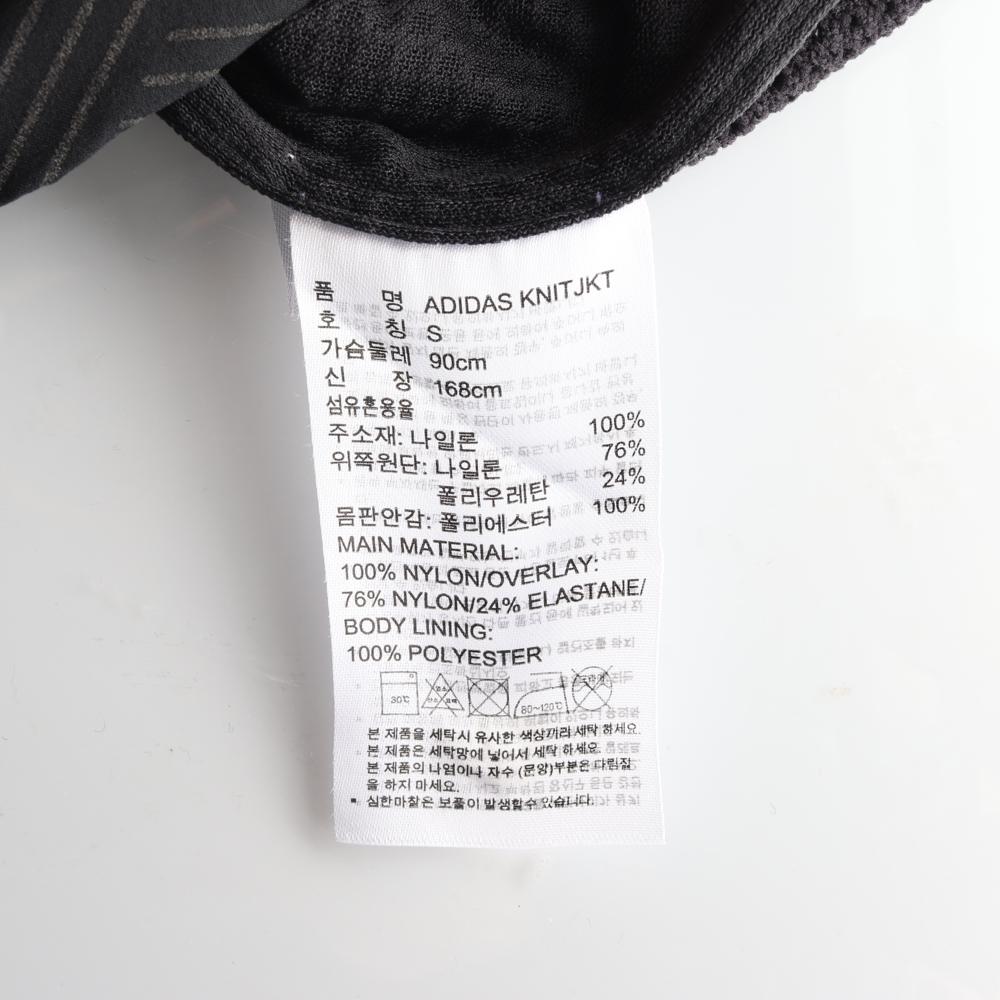 품 명 ADIDAS KNITJKT
호 칭 S
가슴둘레 90cm
신 장 168cm
섬유혼용율
주소재: 나일론 100%
위쪽원단: 나일론 76%
폴리우레탄 24%
몸판안감: 폴리에스터 100%
MAIN MATERIAL:
100% NYLON/OVERLAY:
76% NYLON/24% ELASTANE/
BODY LINING:
100% POLYESTER
30℃ 80~120℃
본 제품을 세탁시 유사한 색상끼리 세탁 하세요.
본 제품은 세탁망에 넣어서 세탁 하세요.
본 제품의 나염이나 자수 (문양)부분은 다림질
을 하지 마세요.
심한마찰은 보풀이 발생할수 있습니다.